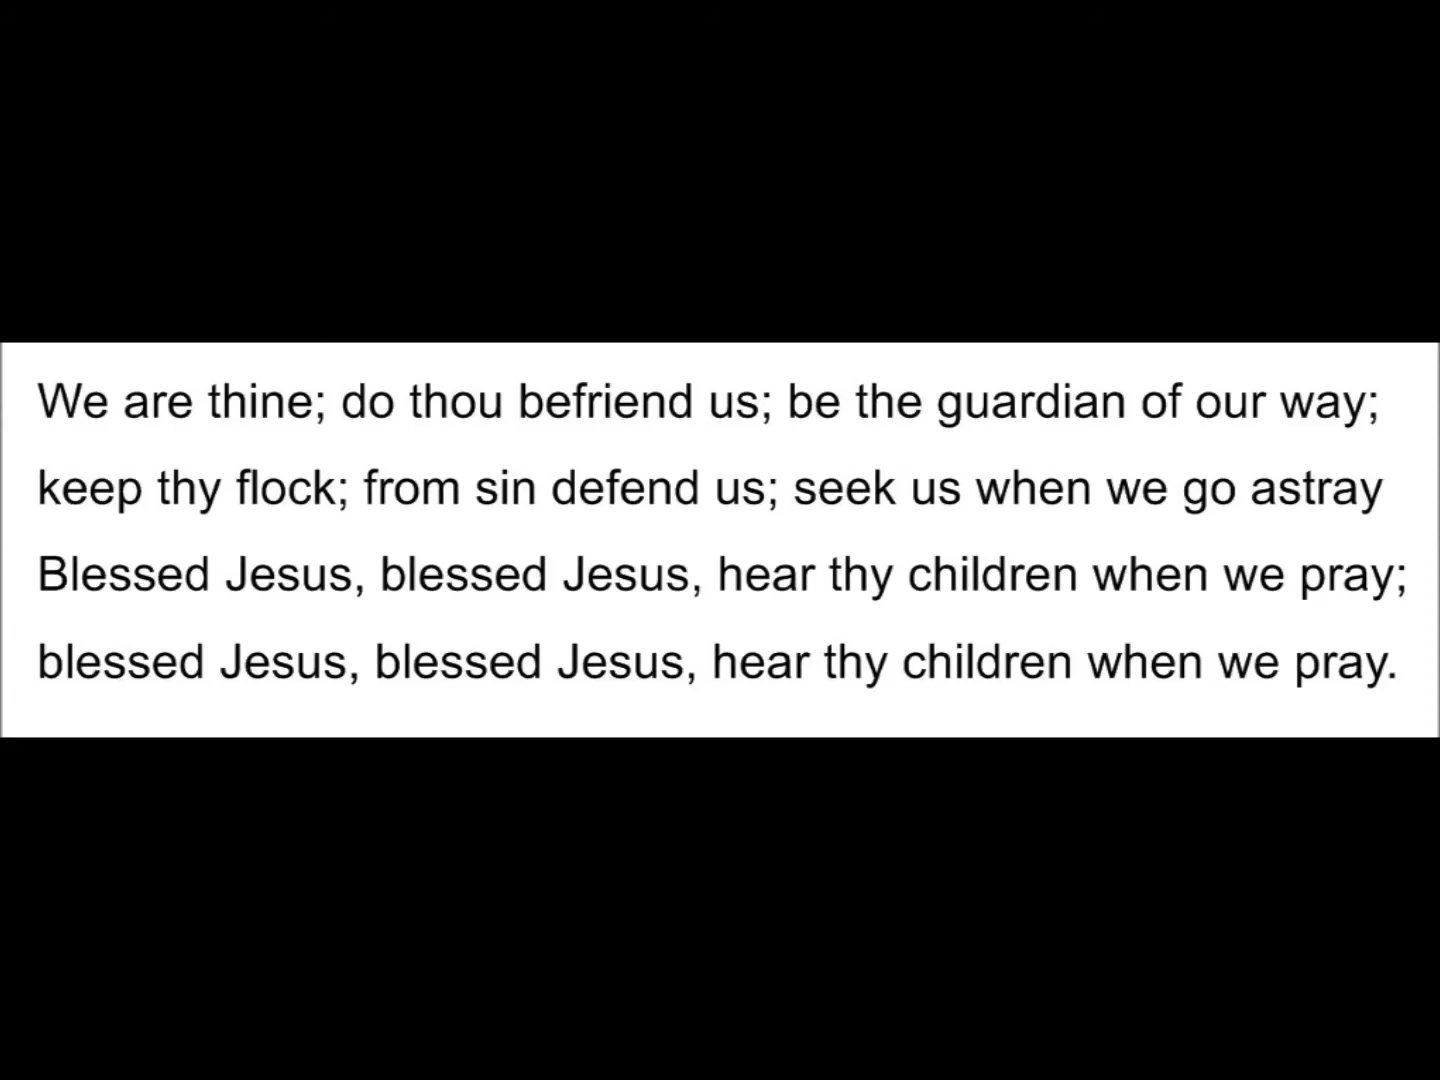 We are thine; do thou befriend us; be the guardian of our way;
keep thy flock; from sin defend us; seek us when we go astray
Blessed Jesus, blessed Jesus, hear thy children when we pray;
blessed Jesus, blessed Jesus, hear thy children when we pray.